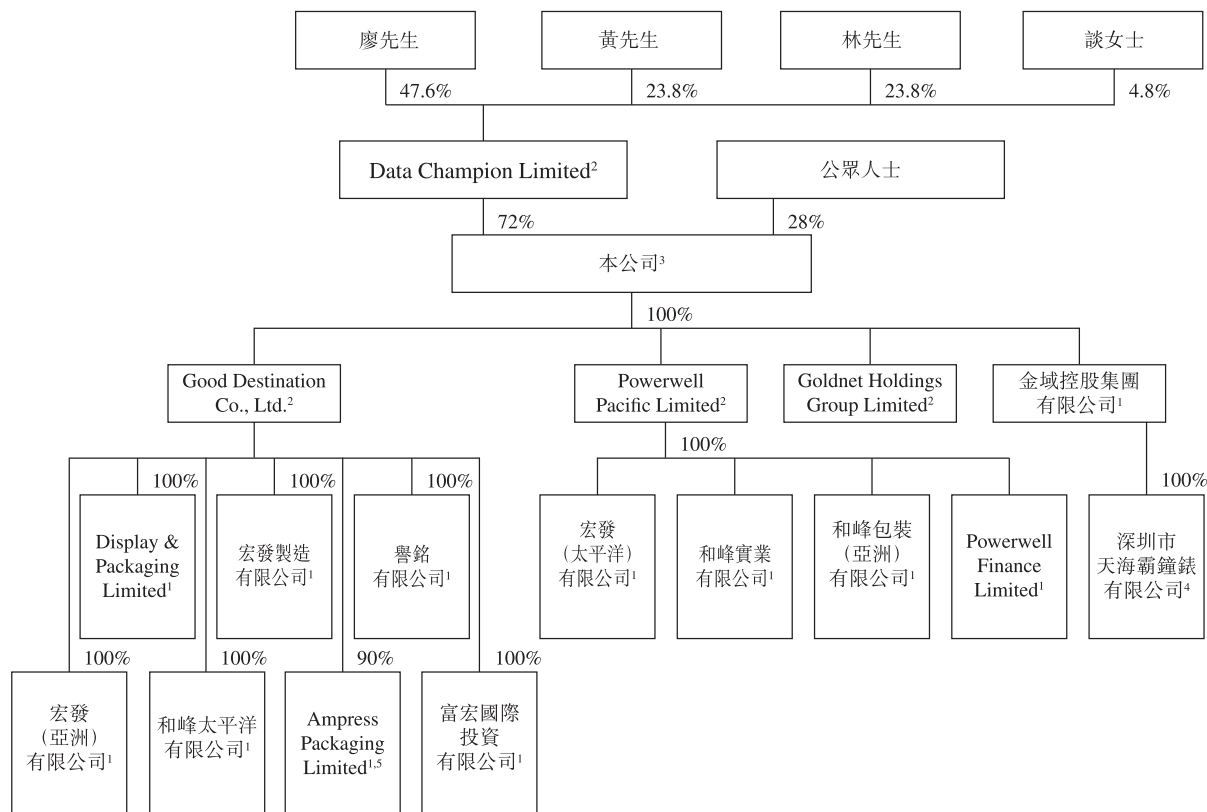 廖先生
黃先生
林先生
談女士
47.6%
23.8%
23.8%
4.8%
Data Champion Limited²
公眾人士
72%
28%
本公司³
100%
Good Destination
Co., Ltd.²
Powerwell
Pacific Limited²
Goldnet Holdings
Group Limited²
金域控股集團
有限公司¹
100%
100%
100%
100%
100%
Display &
Packaging
Limited¹
宏發製造
有限公司¹
譽銘
有限公司¹
宏發
（太平洋）
有限公司¹
和峰實業
有限公司¹
和峰包裝
（亞洲）
有限公司¹
Powerwell
Finance
Limited¹
深圳市
天海霸鐘錶
有限公司⁴
100%
100%
90%
100%
宏發
（亞洲）
有限公司¹
和峰太平洋
有限公司¹
Ampress
Packaging
Limited¹,⁵
富宏國際
投資
有限公司¹